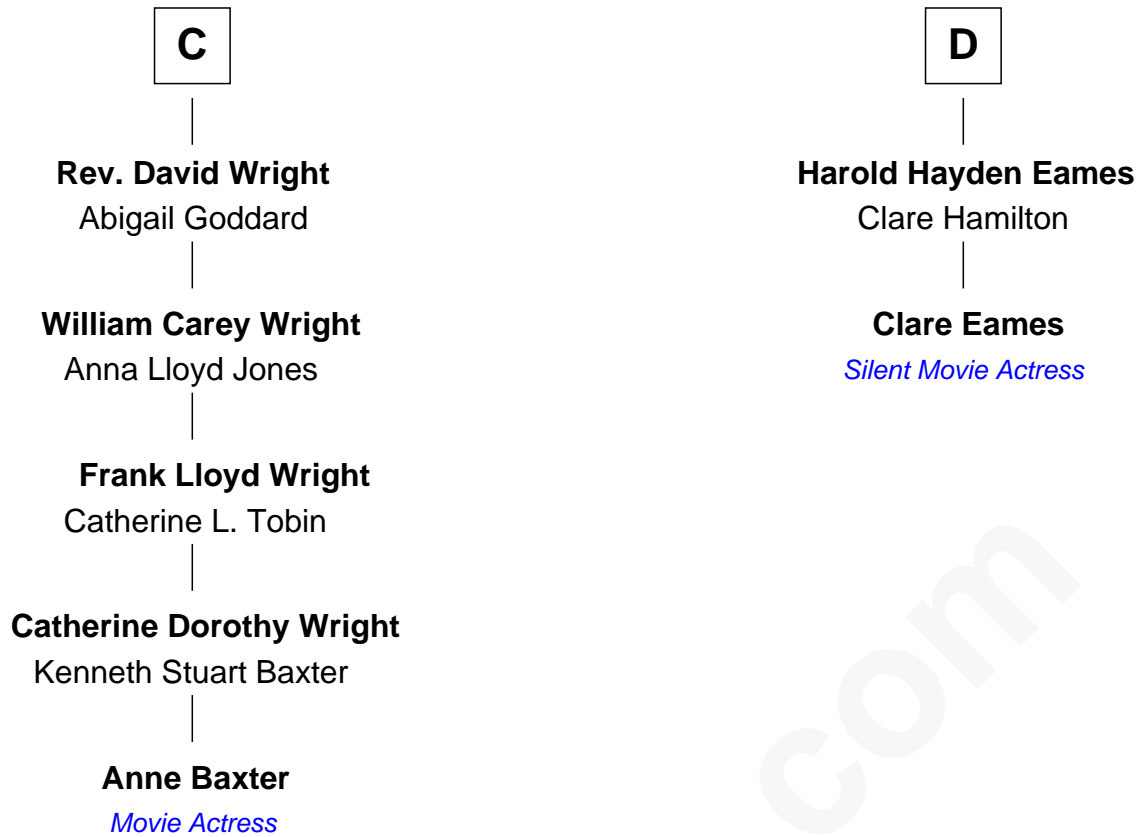 C
Rev. David Wright
Abigail Goddard
William Carey Wright
Anna Lloyd Jones
Frank Lloyd Wright
Catherine L. Tobin
Catherine Dorothy Wright
Kenneth Stuart Baxter
Anne Baxter
Movie Actress
D
Harold Hayden Eames
Clare Hamilton
Clare Eames
Silent Movie Actress
com